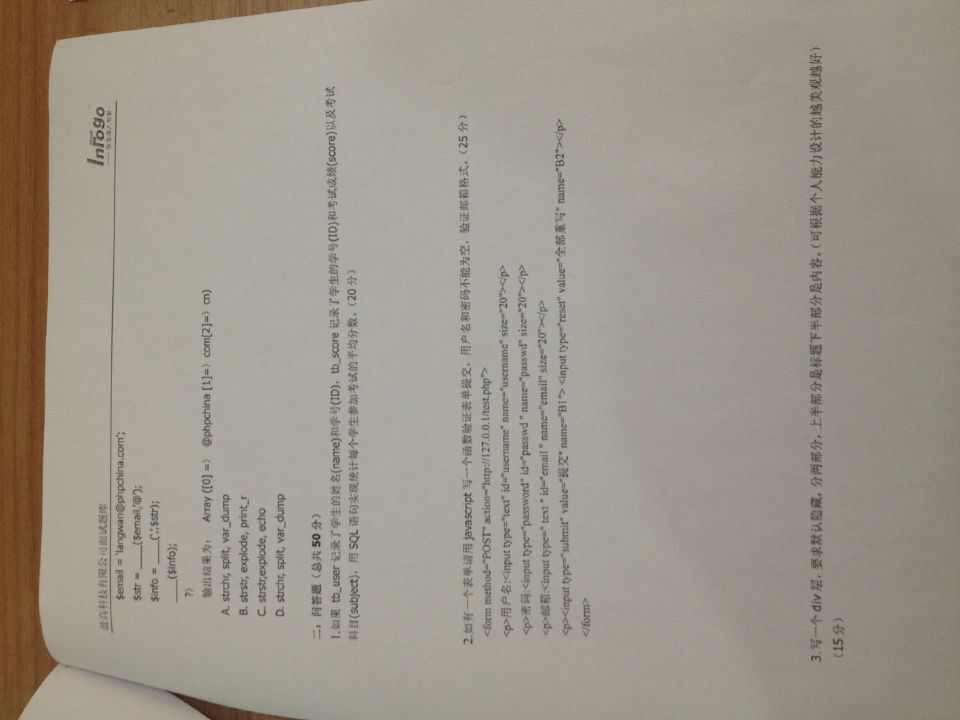 盈高科技有限公司面试题库
Infogo
$email = 'langwan@phpchina.com';
$str = ____($email,'@');
$info = ____('.',$str);
____($info);
?〉
输出结果为: Array ([0] =〉 @phpchina [1]=〉com[2]=〉cn)
A. strchr, split, var_dump
B. strstr, explode, print_r
C. strstr,explode, echo
D. strchr, split, var_dump
二：问答题（总共 50 分）
1.如果 tb_user 记录了学生的姓名(name)和学号(ID)，tb_score 记录了学生的学号(ID)和考试成绩(score)以及考试
科目(subject)，用 SQL 语句实现统计每个学生参加考试的平均分数。（20 分）
2.如有一个表单请用 javascript 写一个函数验证表单提交，用户名和密码不能为空，验证邮箱格式。（25 分）
<form method="POST" action="http://127.0.0.1/test.php">
<p>用户名:<input type="text" id="username" name="username" size="20"></p>
<p>密码:<input type="password" id="passwd " name="passwd" size="20"></p>
<p>邮箱:<input type=" text " id="email " name="email" size="20"></p>
<p><input type="submit" value="提交" name="B1"> <input type="reset" value="全部重写" name="B2"></p>
</form>
3.写一个 div 层，要求默认隐藏，分两部分，上半部分是标题下半部分是内容。（可根据个人能力设计的越美观越好）
（15 分）